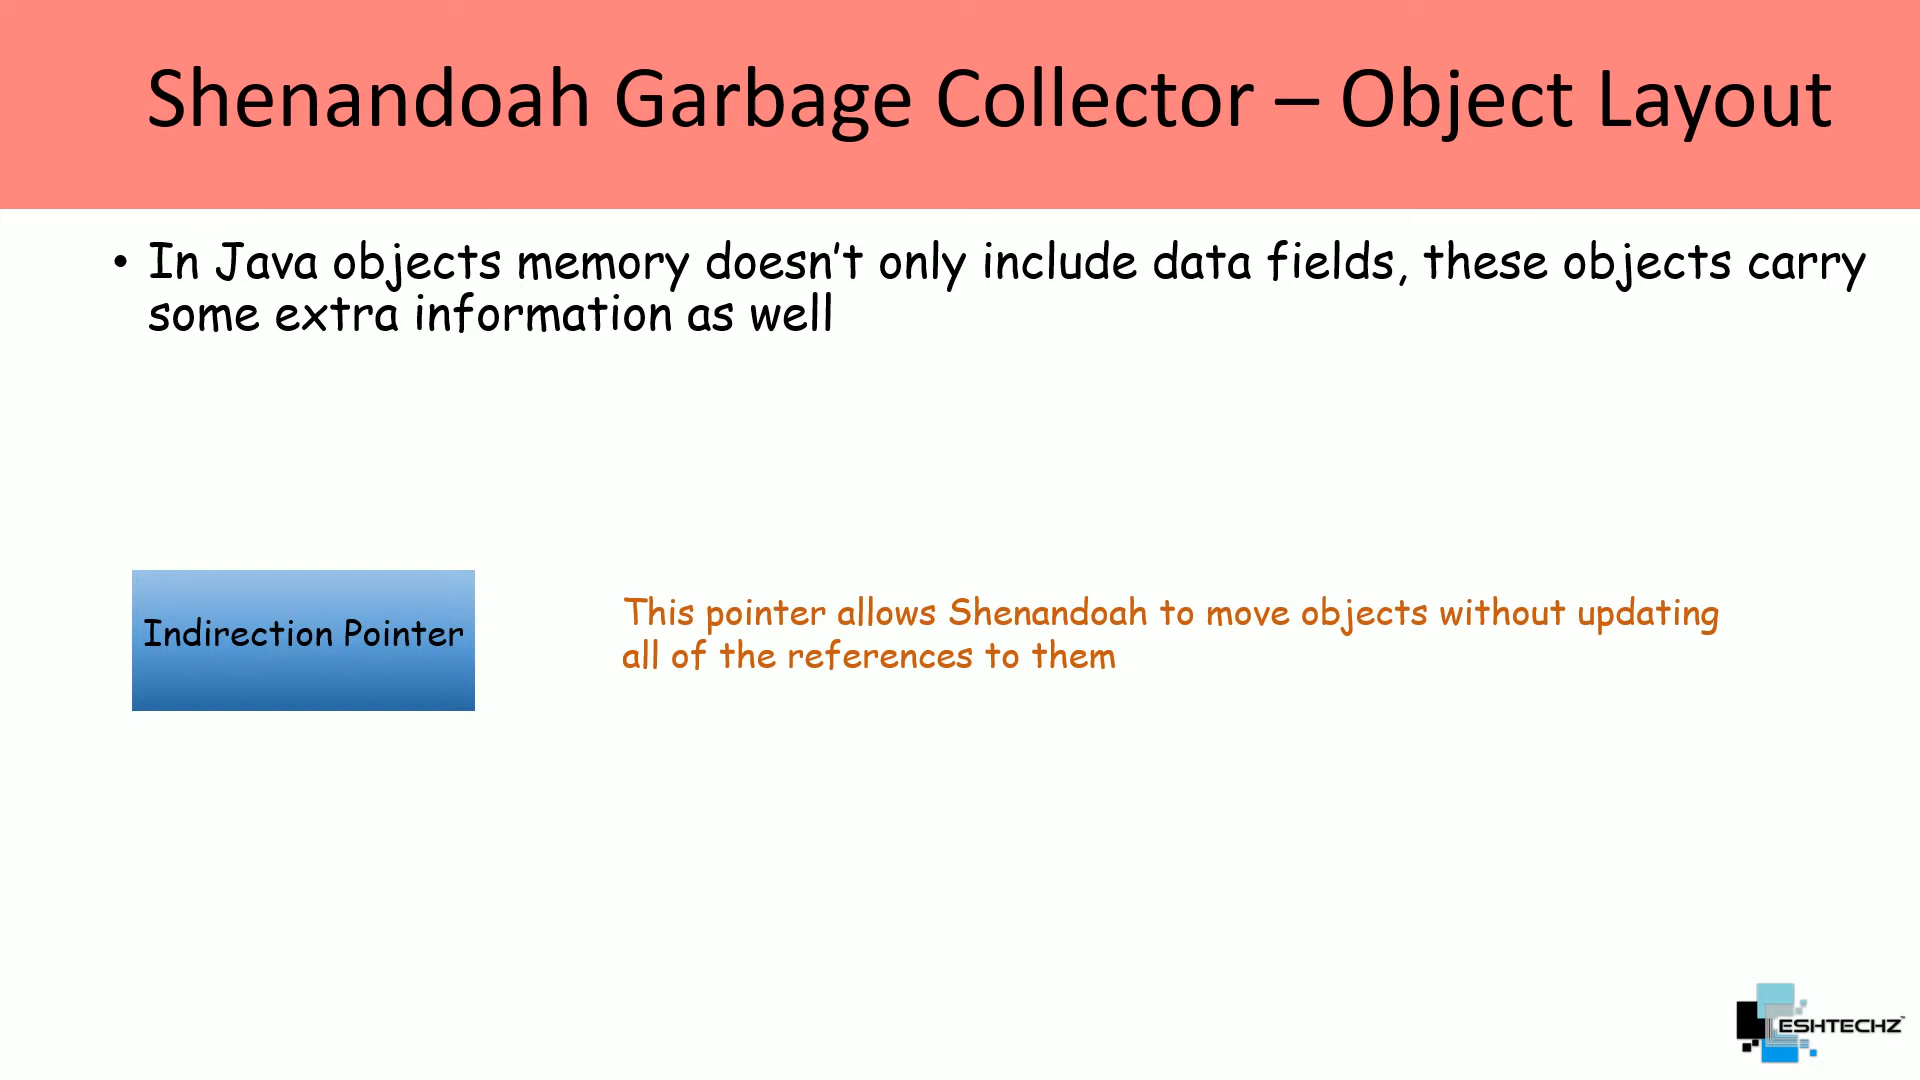 Shenandoah Garbage Collector – Object Layout
• In Java objects memory doesn't only include data fields, these objects carry
some extra information as well
Indirection Pointer
This pointer allows Shenandoah to move objects without updating
all of the references to them
ESHTECHZ